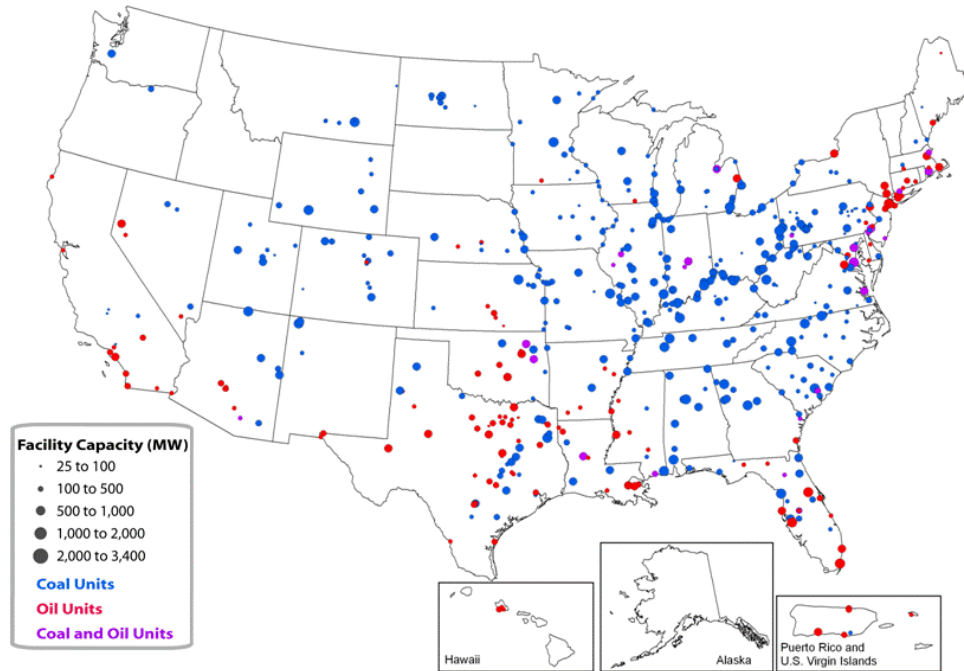 Facility Capacity (MW)
25 to 100
100 to 500
500 to 1,000
1,000 to 2,000
2,000 to 3,400
Coal Units
Oil Units
Coal and Oil Units
Hawaii
Alaska
Puerto Rico and
U.S. Virgin Islands